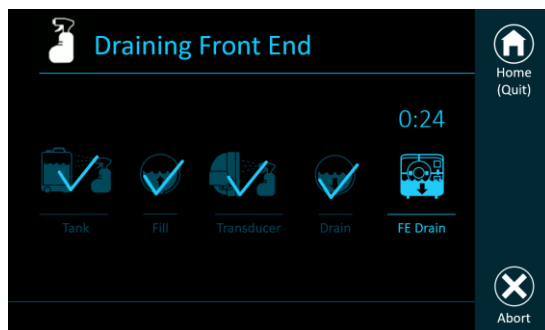 Draining Front End
Home
(Quit)
0:24
Tank
Fill
Transducer
Drain
FE Drain
Abort